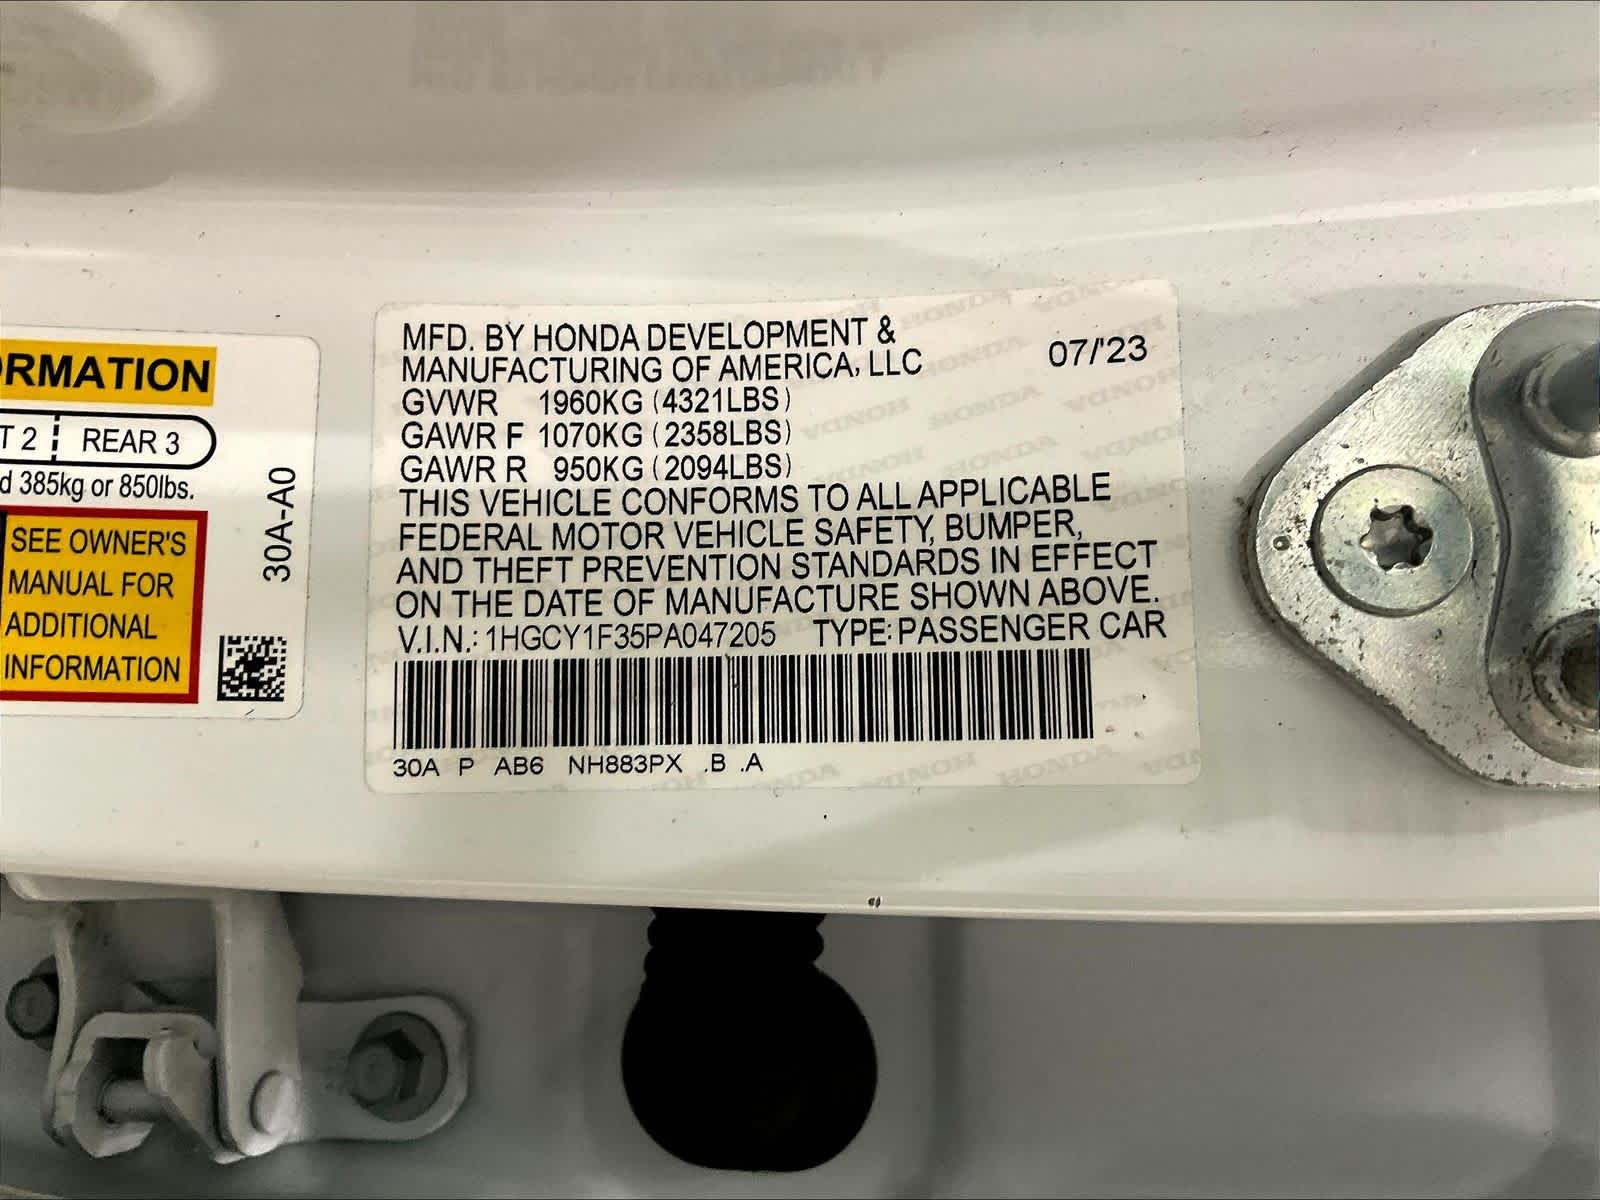 ORMATION
T 2 REAR 3
d 385kg or 850lbs.
SEE OWNER'S
MANUAL FOR
ADDITIONAL
INFORMATION
30A-A0
MFD. BY HONDA DEVELOPMENT &
MANUFACTURING OF AMERICA, LLC 07/'23
GVWR 1960KG (4321LBS)
GAWR F 1070KG (2358LBS)
GAWR R 950KG (2094LBS)
THIS VEHICLE CONFORMS TO ALL APPLICABLE
FEDERAL MOTOR VEHICLE SAFETY, BUMPER,
AND THEFT PREVENTION STANDARDS IN EFFECT
ON THE DATE OF MANUFACTURE SHOWN ABOVE.
V.I.N.: 1HGCY1F35PA047205 TYPE: PASSENGER CAR
30A P AB6 NH883PX .B .A